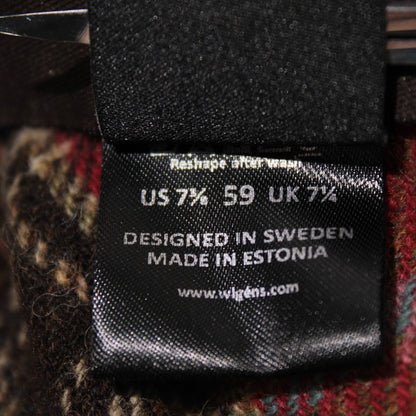 Reshape after wash
US 7⅜ 59 UK 7¼
DESIGNED IN SWEDEN
MADE IN ESTONIA
www.wigens.com